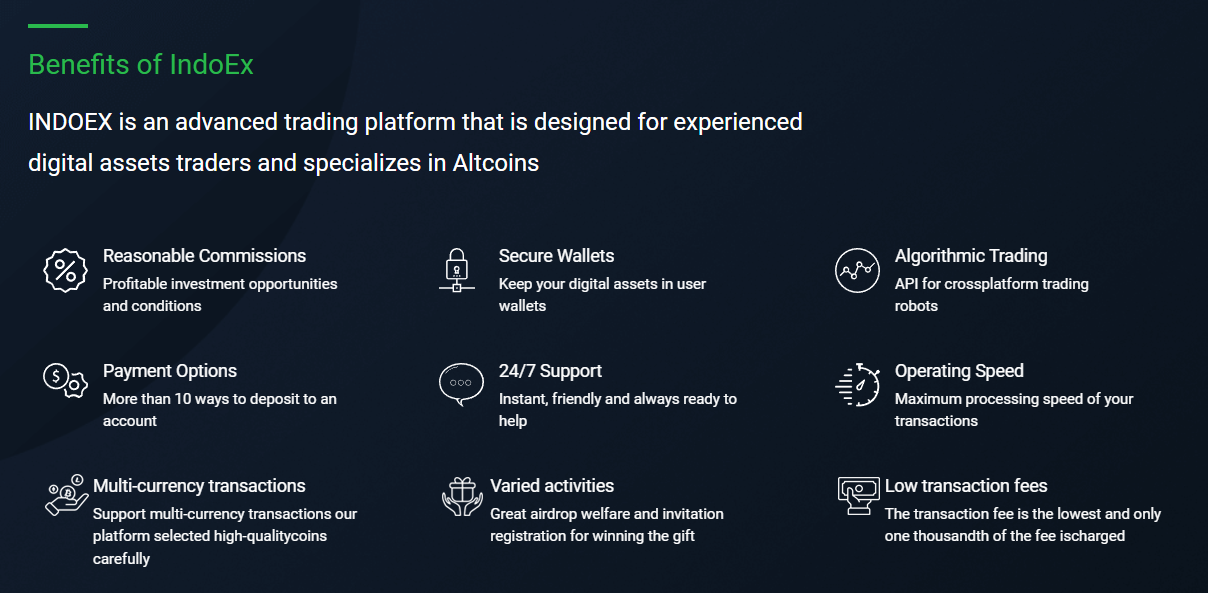 Benefits of IndoEx
INDOEX is an advanced trading platform that is designed for experienced
digital assets traders and specializes in Altcoins
Reasonable Commissions
Profitable investment opportunities
and conditions
Secure Wallets
Keep your digital assets in user
wallets
Algorithmic Trading
API for crossplatform trading
robots
Payment Options
More than 10 ways to deposit to an
account
24/7 Support
Instant, friendly and always ready to
help
Operating Speed
Maximum processing speed of your
transactions
Multi-currency transactions
Support multi-currency transactions our
platform selected high-qualitycoins
carefully
Varied activities
Great airdrop welfare and invitation
registration for winning the gift
Low transaction fees
The transaction fee is the lowest and only
one thousandth of the fee ischarged